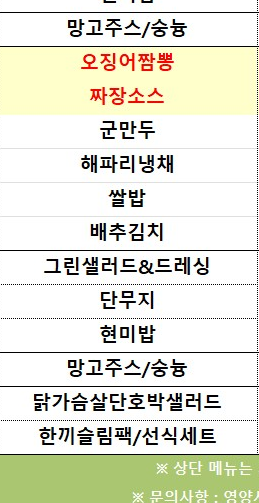 망고주스/숭늉
오징어짬뽕
짜장소스
군만두
해파리냉채
쌀밥
배추김치
그린샐러드&드레싱
단무지
현미밥
망고주스/숭늉
닭가슴살단호박샐러드
한끼슬림팩/선식세트
※ 상단 메뉴는
※ 문의사항 : 영양사